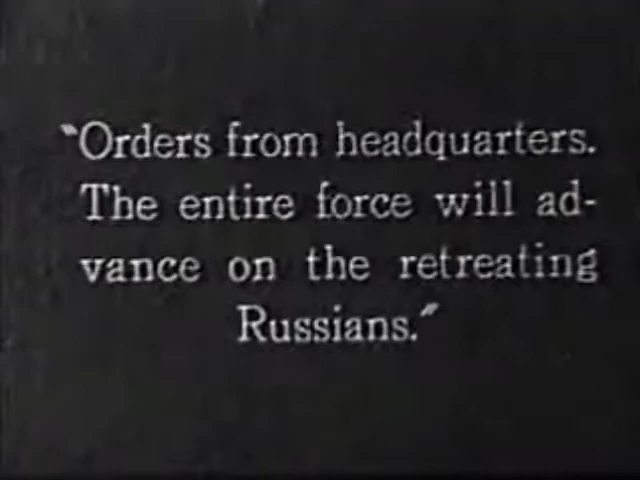 "Orders from headquarters.
The entire force will ad-
vance on the retreating
Russians."